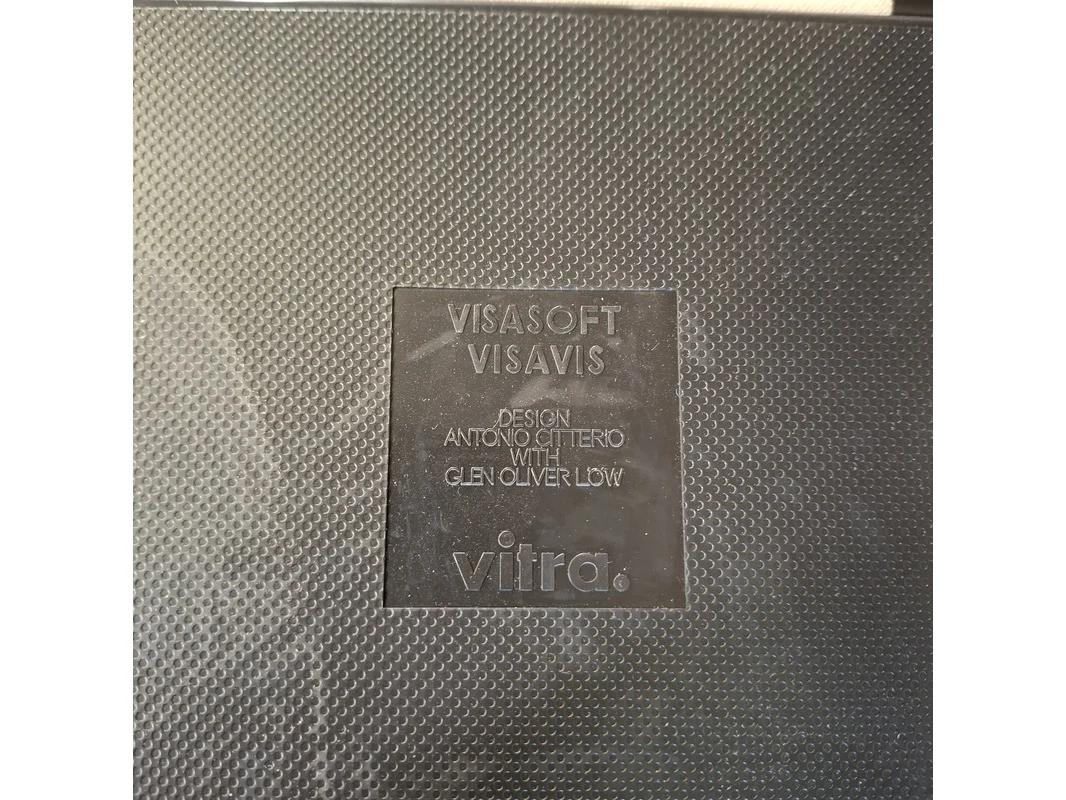 VISASOFT
VISAVIS
DESIGN
ANTONIO CITTERIO
WITH
GLEN OLIVER LOW
vitra.